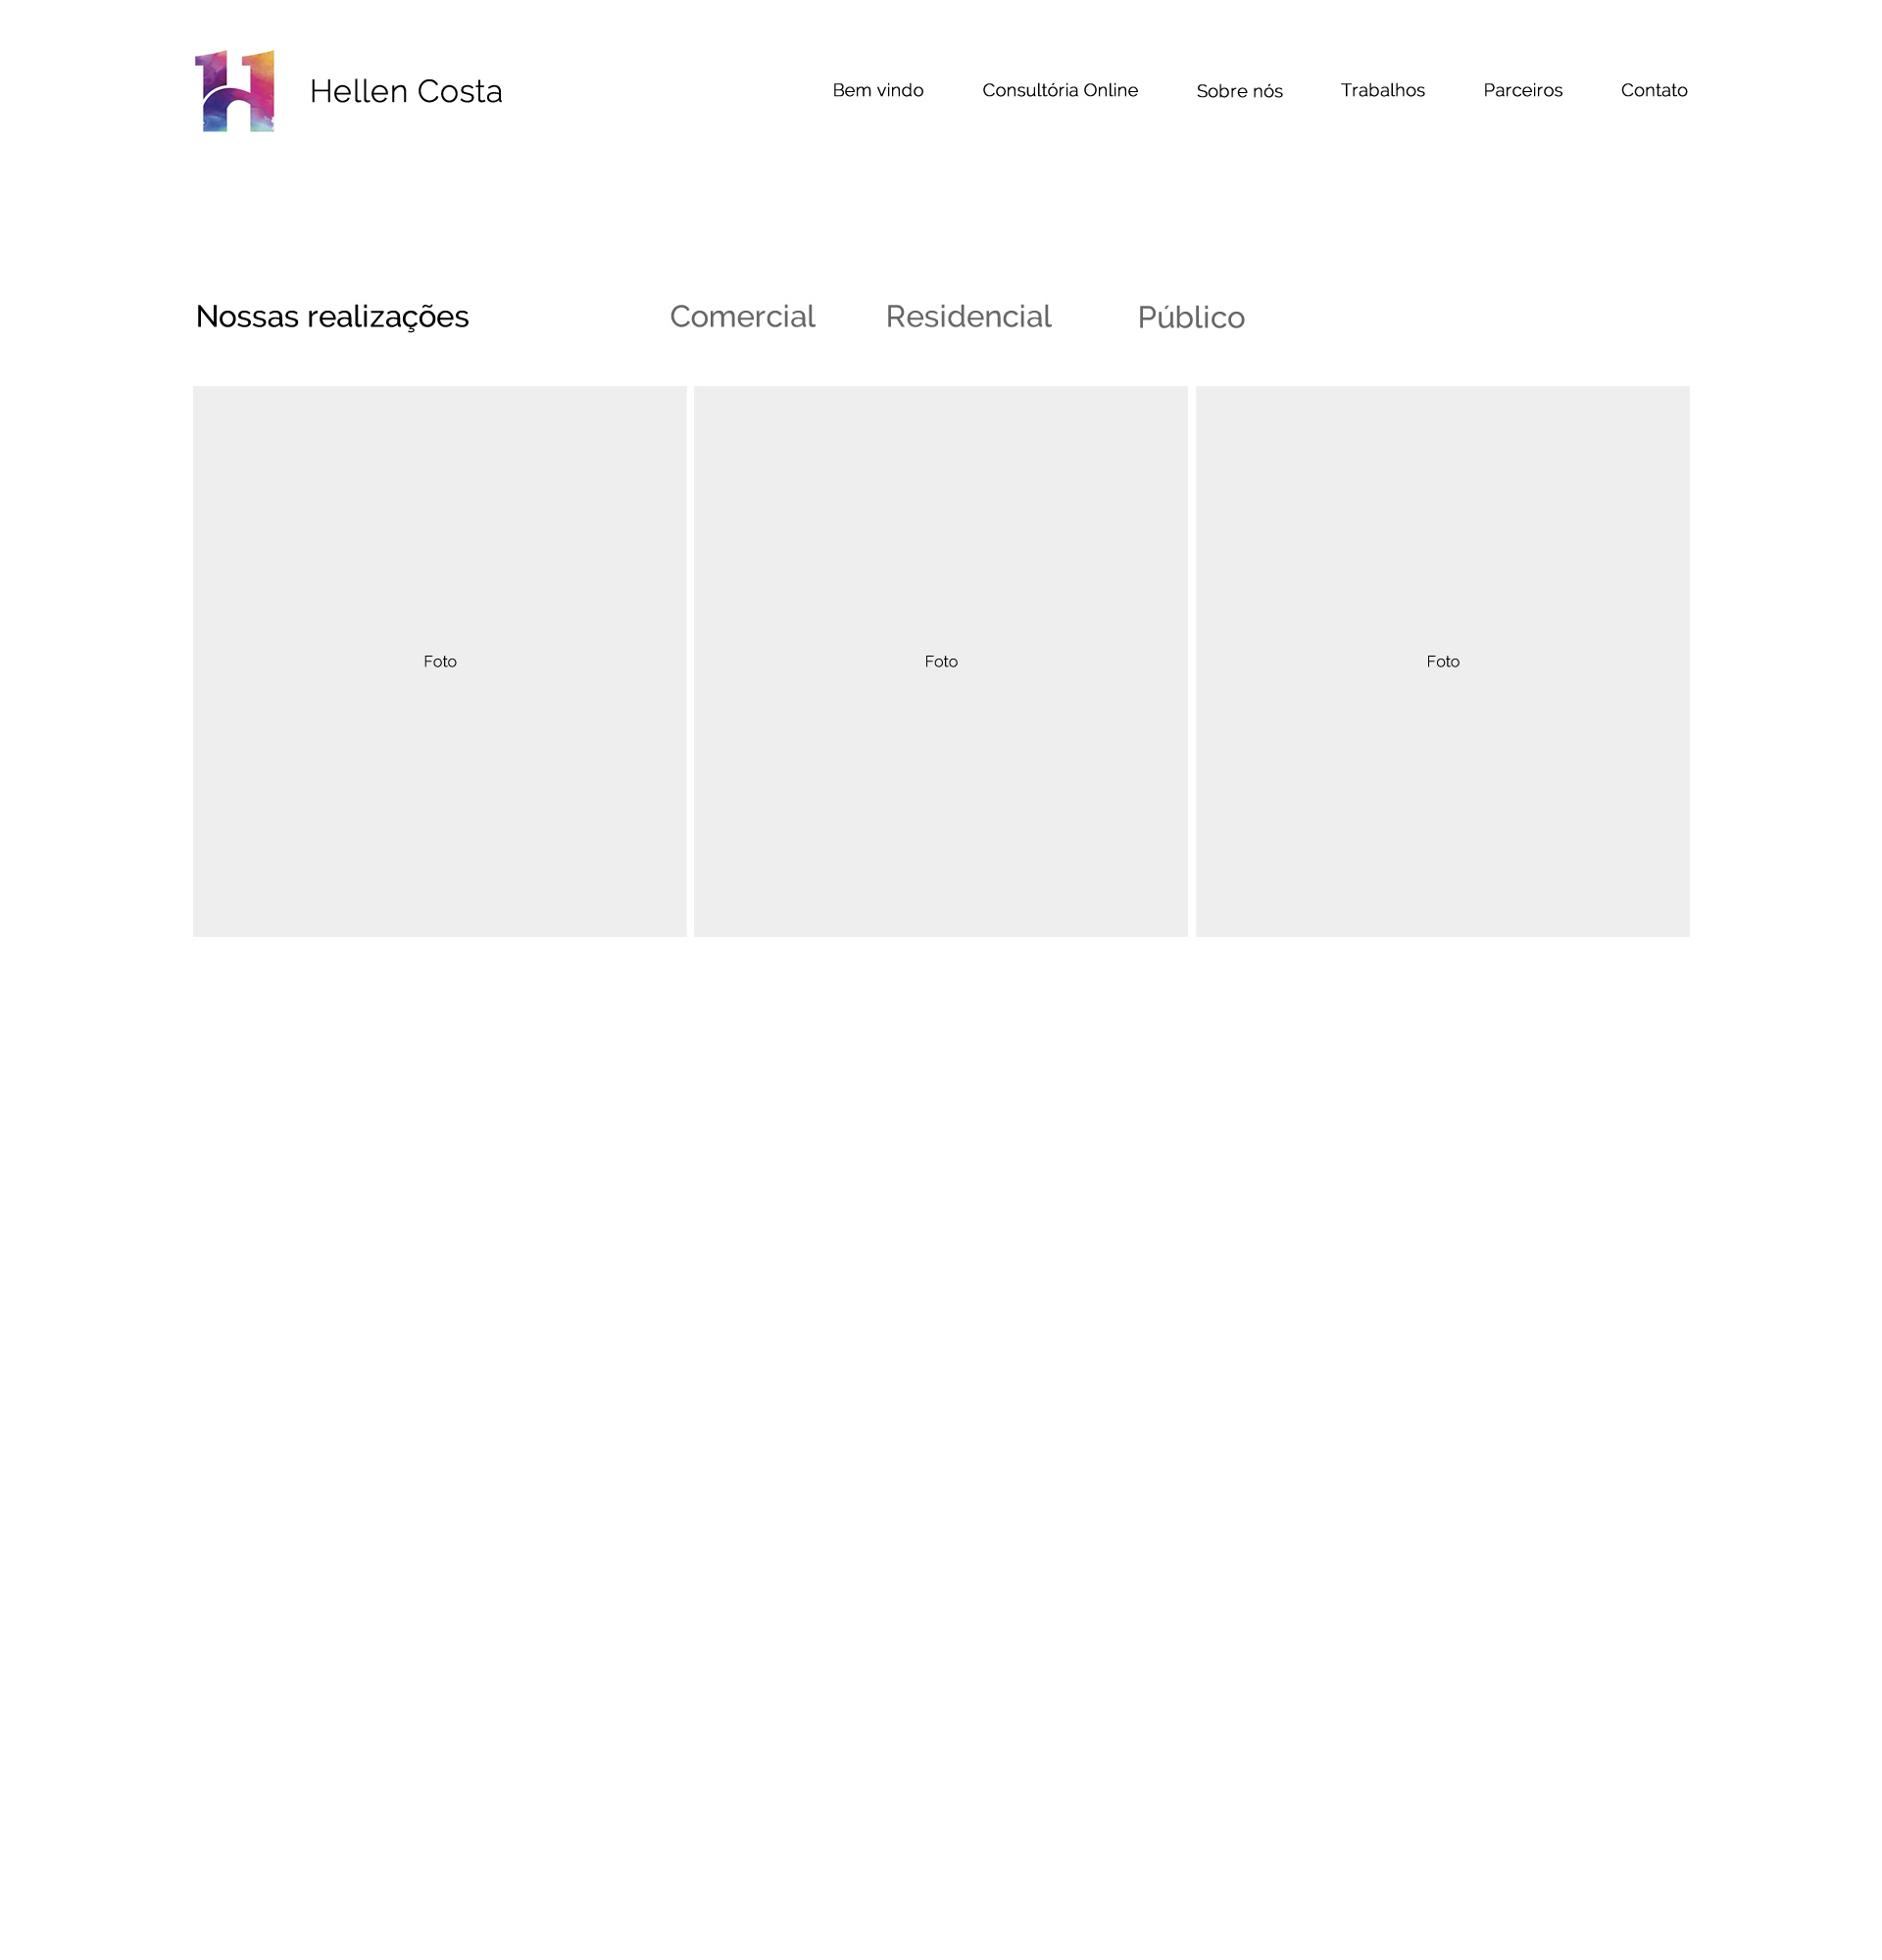 Hellen Costa
Bem vindo Consultória Online Sobre nós Trabalhos Parceiros Contato
Nossas realizações Comercial Residencial Público
Foto Foto Foto